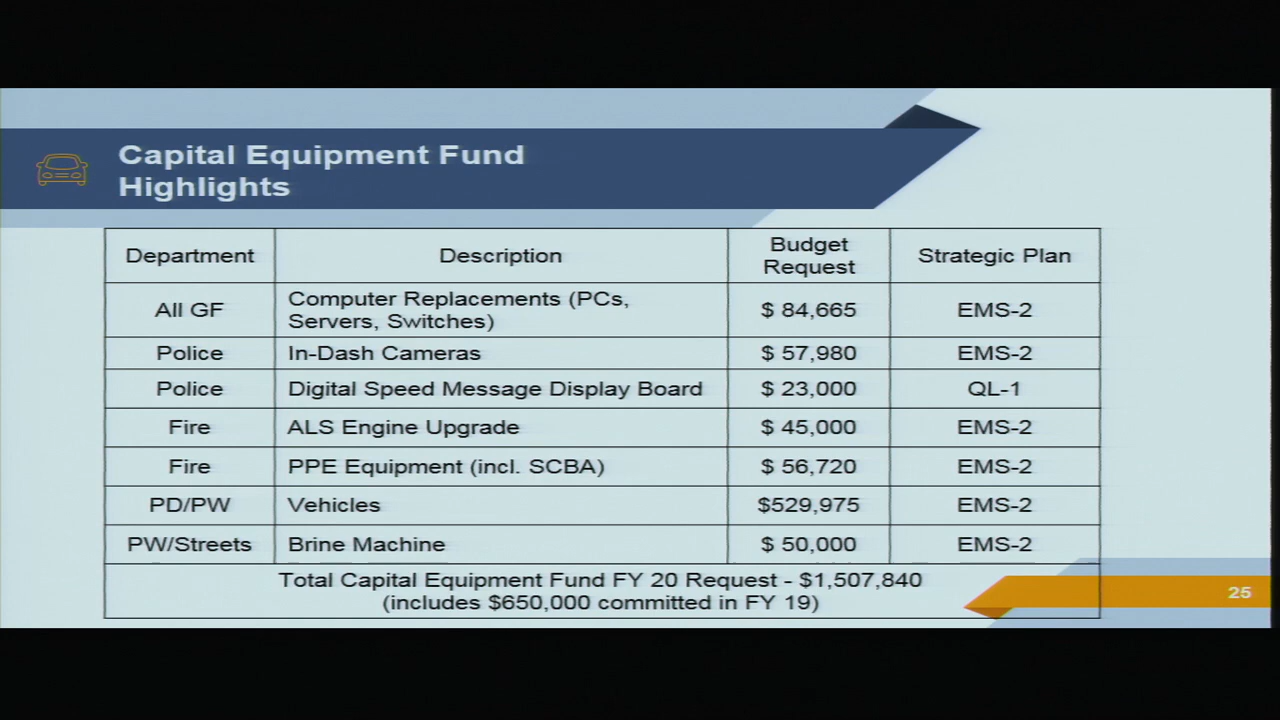 Capital Equipment Fund
Highlights
Department Description Budget Request Strategic Plan
All GF Computer Replacements (PCs, Servers, Switches) $ 84,665 EMS-2
Police In-Dash Cameras $ 57,980 EMS-2
Police Digital Speed Message Display Board $ 23,000 QL-1
Fire ALS Engine Upgrade $ 45,000 EMS-2
Fire PPE Equipment (incl. SCBA) $ 56,720 EMS-2
PD/PW Vehicles $529,975 EMS-2
PW/Streets Brine Machine $ 50,000 EMS-2
Total Capital Equipment Fund FY 20 Request - $1,507,840
(includes $650,000 committed in FY 19)
25